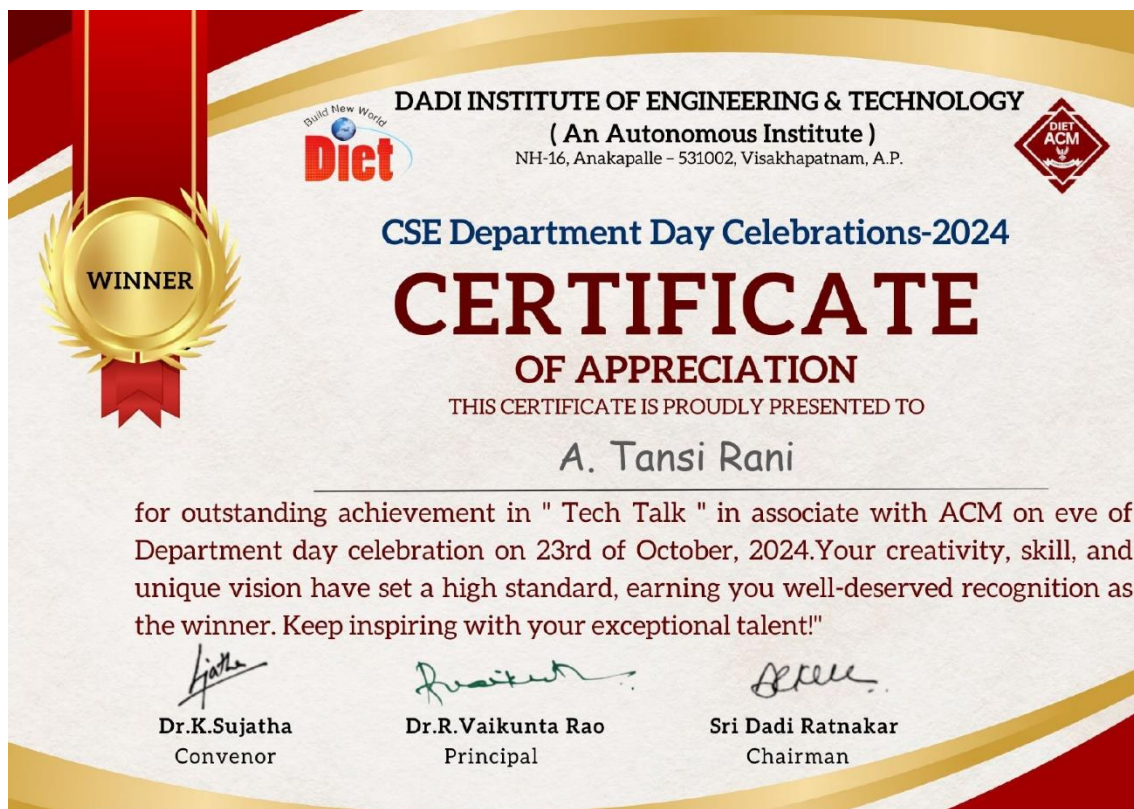 DADI INSTITUTE OF ENGINEERING & TECHNOLOGY
( An Autonomous Institute )
NH-16, Anakapalle – 531002, Visakhapatnam, A.P.
Build New World
Diet
DIET
ACM
CSE Department Day Celebrations-2024
WINNER
CERTIFICATE
OF APPRECIATION
THIS CERTIFICATE IS PROUDLY PRESENTED TO
A. Tansi Rani
for outstanding achievement in " Tech Talk " in associate with ACM on eve of
Department day celebration on 23rd of October, 2024.Your creativity, skill, and
unique vision have set a high standard, earning you well-deserved recognition as
the winner. Keep inspiring with your exceptional talent!"
Dr.K.Sujatha
Convenor
Dr.R.Vaikunta Rao
Principal
Sri Dadi Ratnakar
Chairman